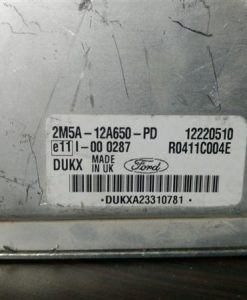 2M5A-12A650-PD 12220510
e11 I-00 0287 R0411C004E
DUKX MADE IN UK Ford
•DUKXA23310781•